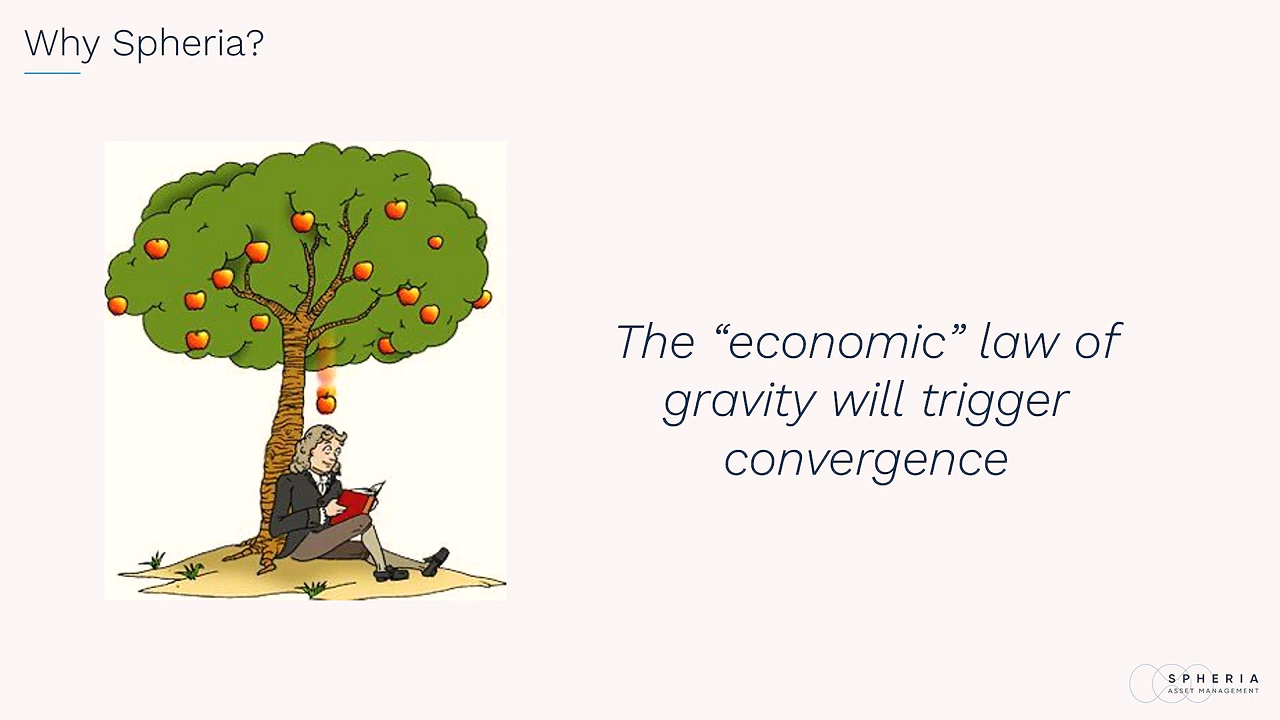 Why Spheria?
The “economic” law of
gravity will trigger
convergence
SPHERIA
ASSET MANAGEMENT